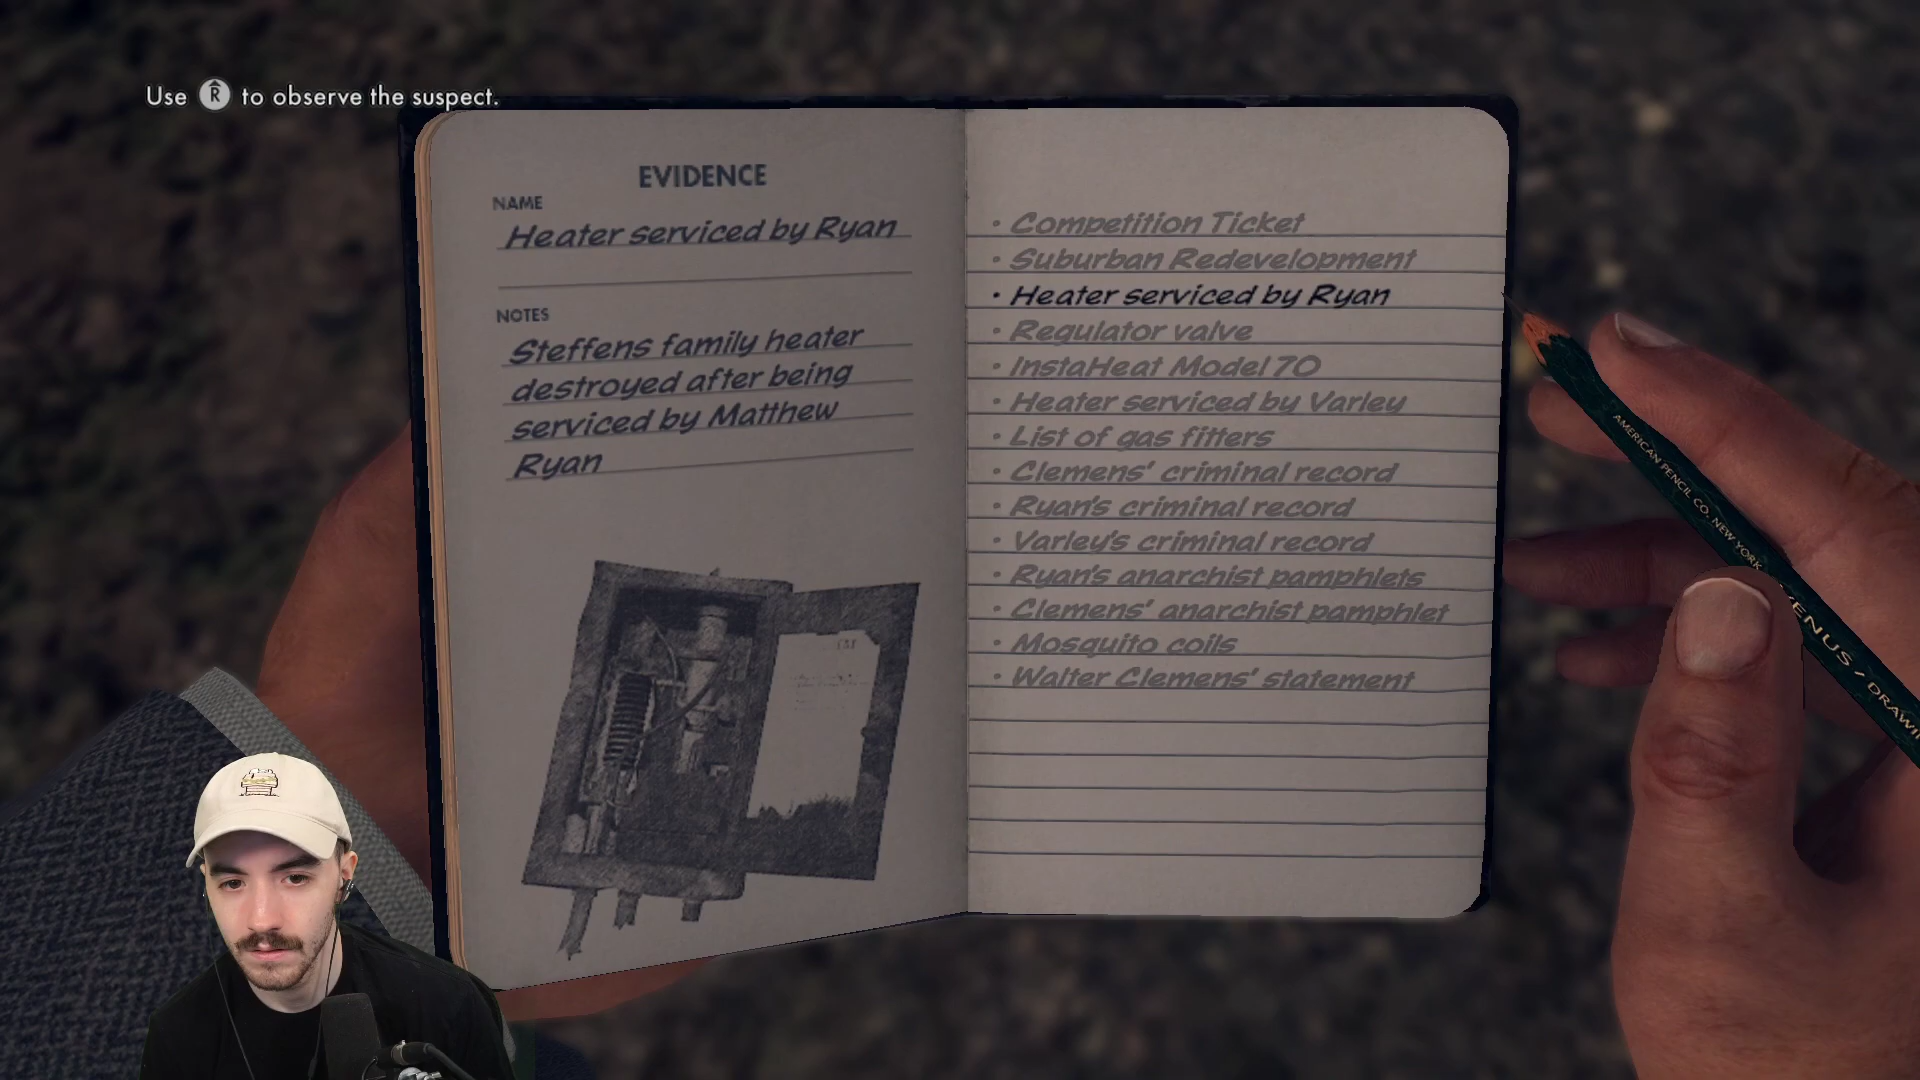 Use R to observe the suspect.
EVIDENCE
NAME
Heater serviced by Ryan
NOTES
Steffens family heater
destroyed after being
serviced by Matthew
Ryan
• Competition Ticket
• Suburban Redevelopment
• Heater serviced by Ryan
• Regulator valve
• InstaHeat Model 70
• Heater serviced by Varley
• List of gas fitters
• Clemens' criminal record
• Ryan's criminal record
• Varley's criminal record
• Ryan's anarchist pamphlets
• Clemens' anarchist pamphlet
• Mosquito coils
• Walter Clemens' statement
AMERICAN PENCIL CO. NEW YORK
VENUS / DRAWI